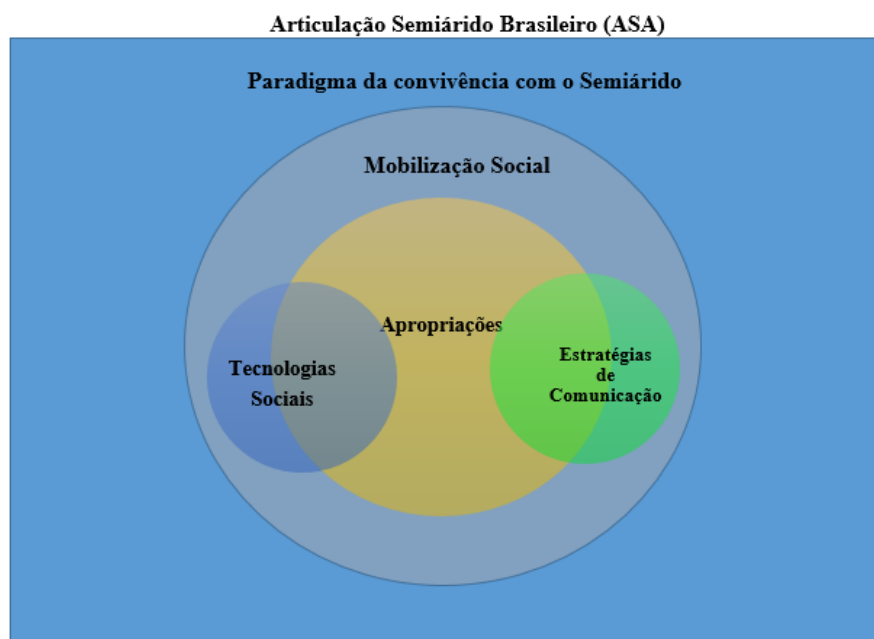 Articulação Semiárido Brasileiro (ASA)
Paradigma da convivência com o Semiárido
Mobilização Social
Apropriações
Tecnologias
Sociais
Estratégias
de
Comunicação